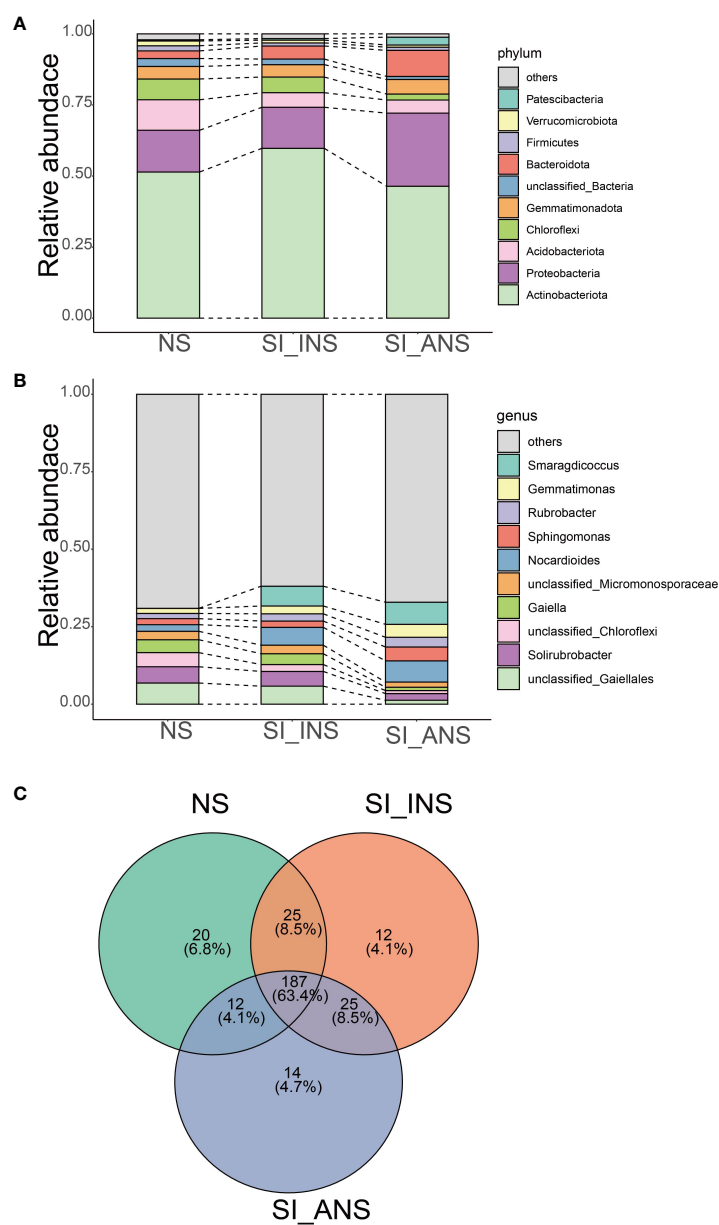 A
Relative abundace
1.00
0.75
0.50
0.25
0.00
NS
SI_INS
SI_ANS
phylum
others
Patescibacteria
Verrucomicrobiota
Firmicutes
Bacteroidota
unclassified_Bacteria
Gemmatimonadota
Chloroflexi
Acidobacteriota
Proteobacteria
Actinobacteriota
B
Relative abundace
1.00
0.75
0.50
0.25
0.00
NS
SI_INS
SI_ANS
genus
others
Smaragdicoccus
Gemmatimonas
Rubrobacter
Sphingomonas
Nocardioides
unclassified_Micromonosporaceae
Gaiella
unclassified_Chloroflexi
Solirubrobacter
unclassified_Gaiellales
C
NS
SI_INS
20
(6.8%)
25
(8.5%)
12
(4.1%)
187
(63.4%)
12
(4.1%)
25
(8.5%)
14
(4.7%)
SI_ANS